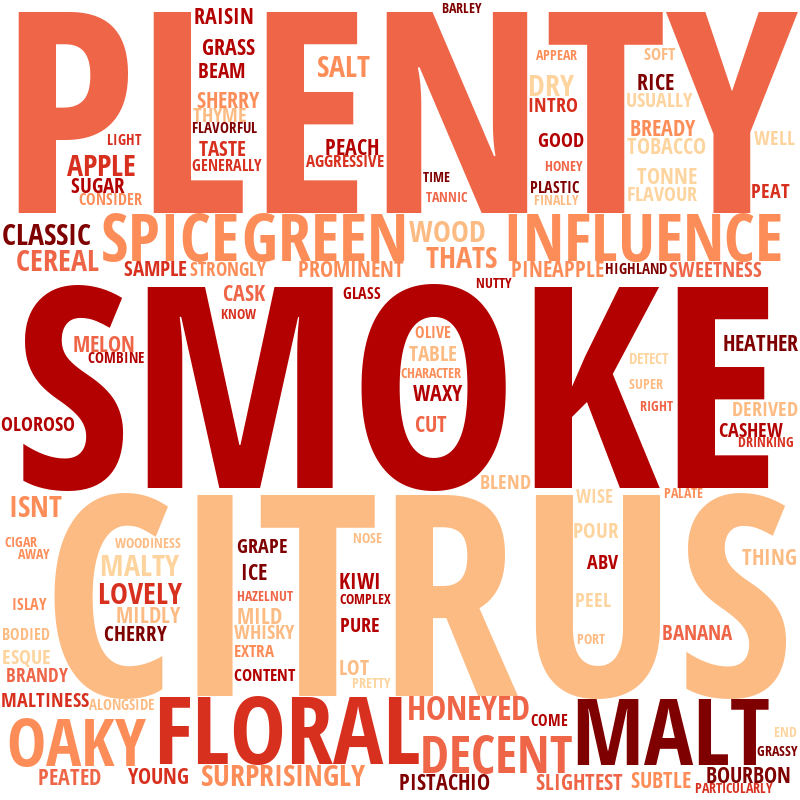 PLENTY
BARLEY
RAISIN
GRASS
BEAM
SALT
APPEAR
SOFT
SHERRY
THYME
FLAVORFUL
DRY
INTRO
RICE
USUALLY
LIGHT
TASTE
GENERALLY
PEACH
AGGRESSIVE
GOOD
BREADY
TOBACCO
WELL
APPLE
SUGAR
CONSIDER
TIME
TANNIC
HONEY
PLASTIC
FINALLY
TONNE
FLAVOUR
PEAT
CLASSIC
SPICE
GREEN
WOOD
INFLUENCE
CEREAL
SAMPLE
STRONGLY
PROMINENT
THATS
PINEAPPLE
HIGHLAND
SWEETNESS
SMOKE
CASK
KNOW
GLASS
NUTTY
MELON
COMBINE
OLIVE
TABLE
CHARACTER
WAXY
CUT
HEATHER
DETECT
SUPER
RIGHT
DERIVED
OLOROSO
CASHEW
DRINKING
BLEND
WISE
PALATE
ISNT
CITRUS
CIGAR
AWAY
WOODINESS
MALTY
GRAPE
ICE
NOSE
POUR
THING
ABV
LOVELY
HAZELNUT
KIWI
COMPLEX
ISLAY
MILDLY
MILD
PEEL
BODIED
CHERRY
WHISKY
PURE
PORT
BANANA
ESQUE
EXTRA
BRANDY
CONTENT
LOT
PRETTY
MALTINESS
ALONGSIDE
FLORAL
HONEYED
COME
MALT
OAKY
DECENT
END
GRASSY
PEATED
YOUNG
SURPRISINGLY
PISTACHIO
SLIGHTEST
SUBTLE
BOURBON
PARTICULARLY